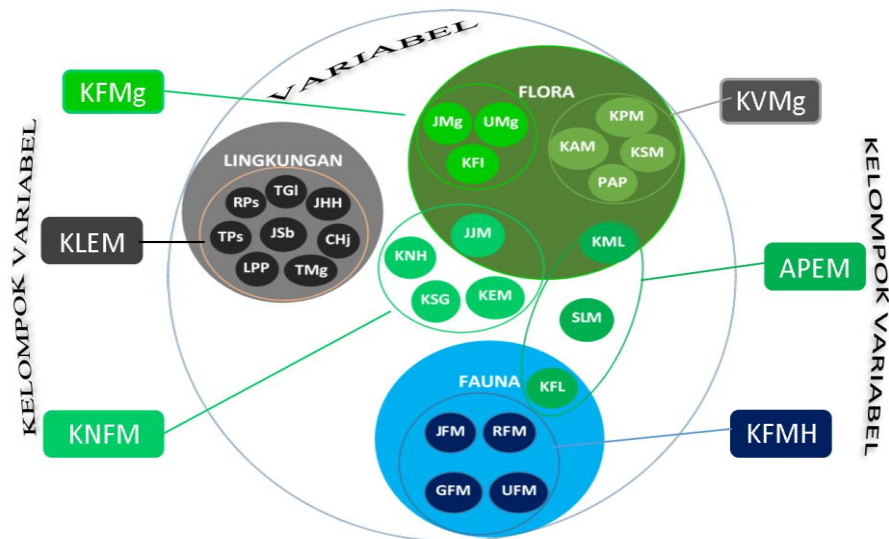 VARIABEL
KFMg
FLORA
KVMg
JMg
UMg
KPM
KFI
KAM
KSM
PAP
LINGKUNGAN
TGl
RPs
JHH
TPs
JSb
CHj
LPP
TMg
KLEM
KELOMPOK VARIABEL
KELOMPOK VARIABEL
JJM
KML
KNH
APEM
KSG
KEM
SLM
FAUNA
KFL
KNFM
JFM
RFM
KFMH
GFM
UFM